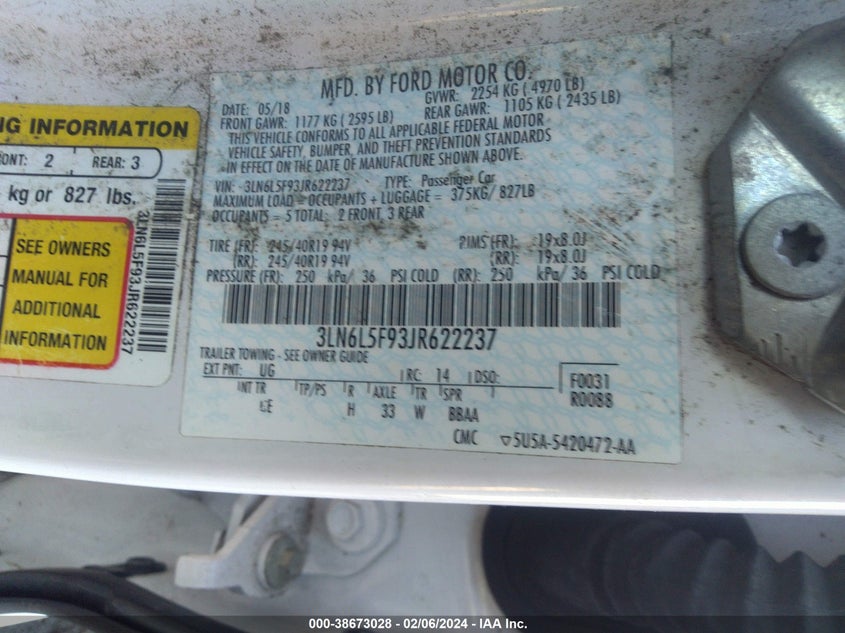 NG INFORMATION
RONT: 2 REAR: 3
kg or 827 lbs.
SEE OWNERS
MANUAL FOR
ADDITIONAL
INFORMATION
3LN6L5F93JR622237
MFD. BY FORD MOTOR CO.
DATE: 05/18 GVWR: 2254 KG ( 4970 LB)
FRONT GAWR: 1177 KG ( 2595 LB) REAR GAWR: 1105 KG ( 2435 LB)
THIS VEHICLE CONFORMS TO ALL APPLICABLE FEDERAL MOTOR
VEHICLE SAFETY, BUMPER, AND THEFT PREVENTION STANDARDS
IN EFFECT ON THE DATE OF MANUFACTURE SHOWN ABOVE.
VIN: 3LN6L5F93JR622237 TYPE: Passenger Car
MAXIMUM LOAD = OCCUPANTS + LUGGAGE = 375KG/ 827LB
OCCUPANTS = 5 TOTAL: 2 FRONT, 3 REAR
TIRE (FR): 245/40R19 94V RIMS (FR): 19x8.0J
(RR): 245/40R19 94V (RR): 19x8.0J
PRESSURE (FR): 250 kPa/ 36 PSI COLD (RR): 250 kPa/ 36 PSI COLD
3LN6L5F93JR622237
TRAILER TOWING - SEE OWNER GUIDE
EXT PNT: UG RC: 14 DSO: F0031
R0088
INT TR TP/PS R AXLE TR SPR
CE H 33 W BBAA
CMC ▽5U5A-5420472-AA
000-38673028 - 02/06/2024 - IAA Inc.